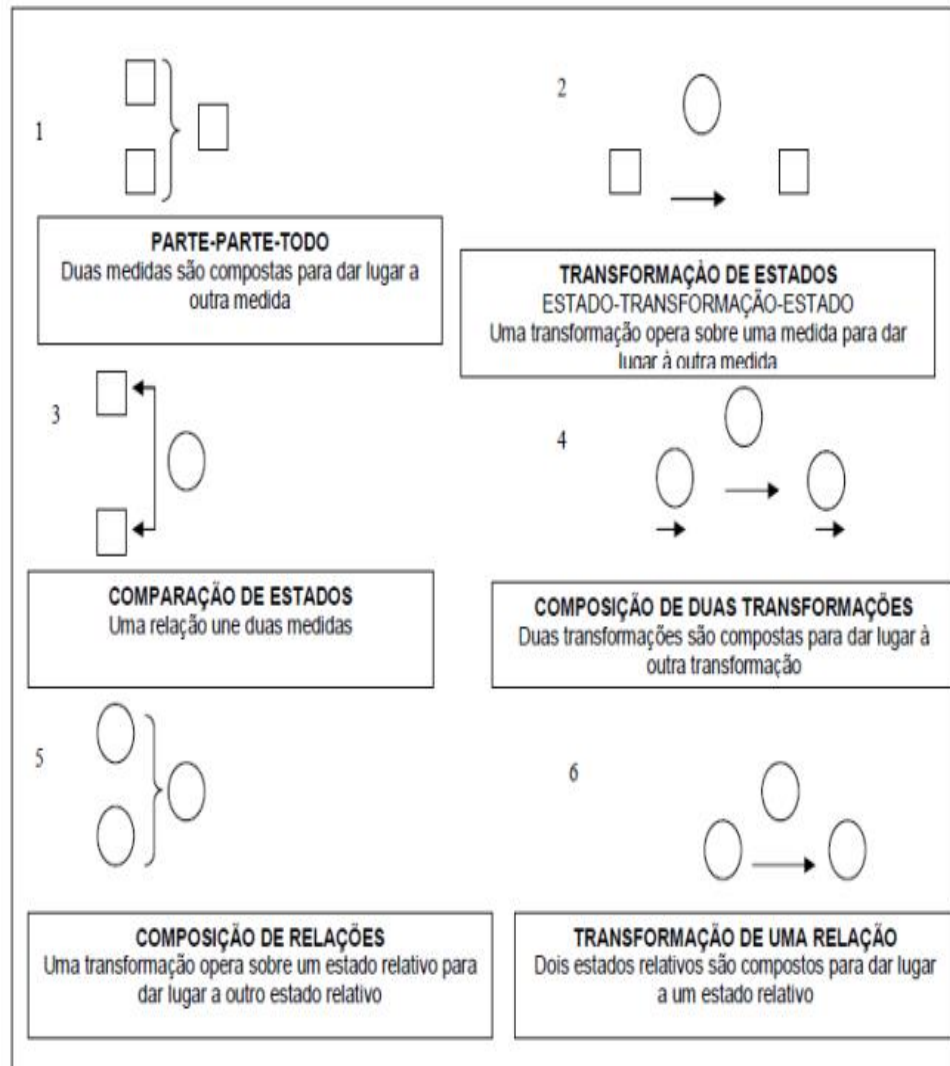 1
PARTE-PARTE-TODO
Duas medidas são compostas para dar lugar a
outra medida
2
TRANSFORMAÇÀO DE ESTADOS
ESTADO-TRANSFORMAÇÃO-ESTADO
Uma transformação opera sobre uma medida para dar
lugar à outra medida
3
COMPARAÇÃO DE ESTADOS
Uma relação une duas medidas
4
COMPOSIÇÃO DE DUAS TRANSFORMAÇÕES
Duas transformações são compostas para dar lugar à
outra transformação
5
COMPOSIÇÃO DE RELAÇÕES
Uma transformação opera sobre um estado relativo para
dar lugar a outro estado relativo
6
TRANSFORMAÇÃO DE UMA RELAÇÃO
Dois estados relativos são compostos para dar lugar
a um estado relativo